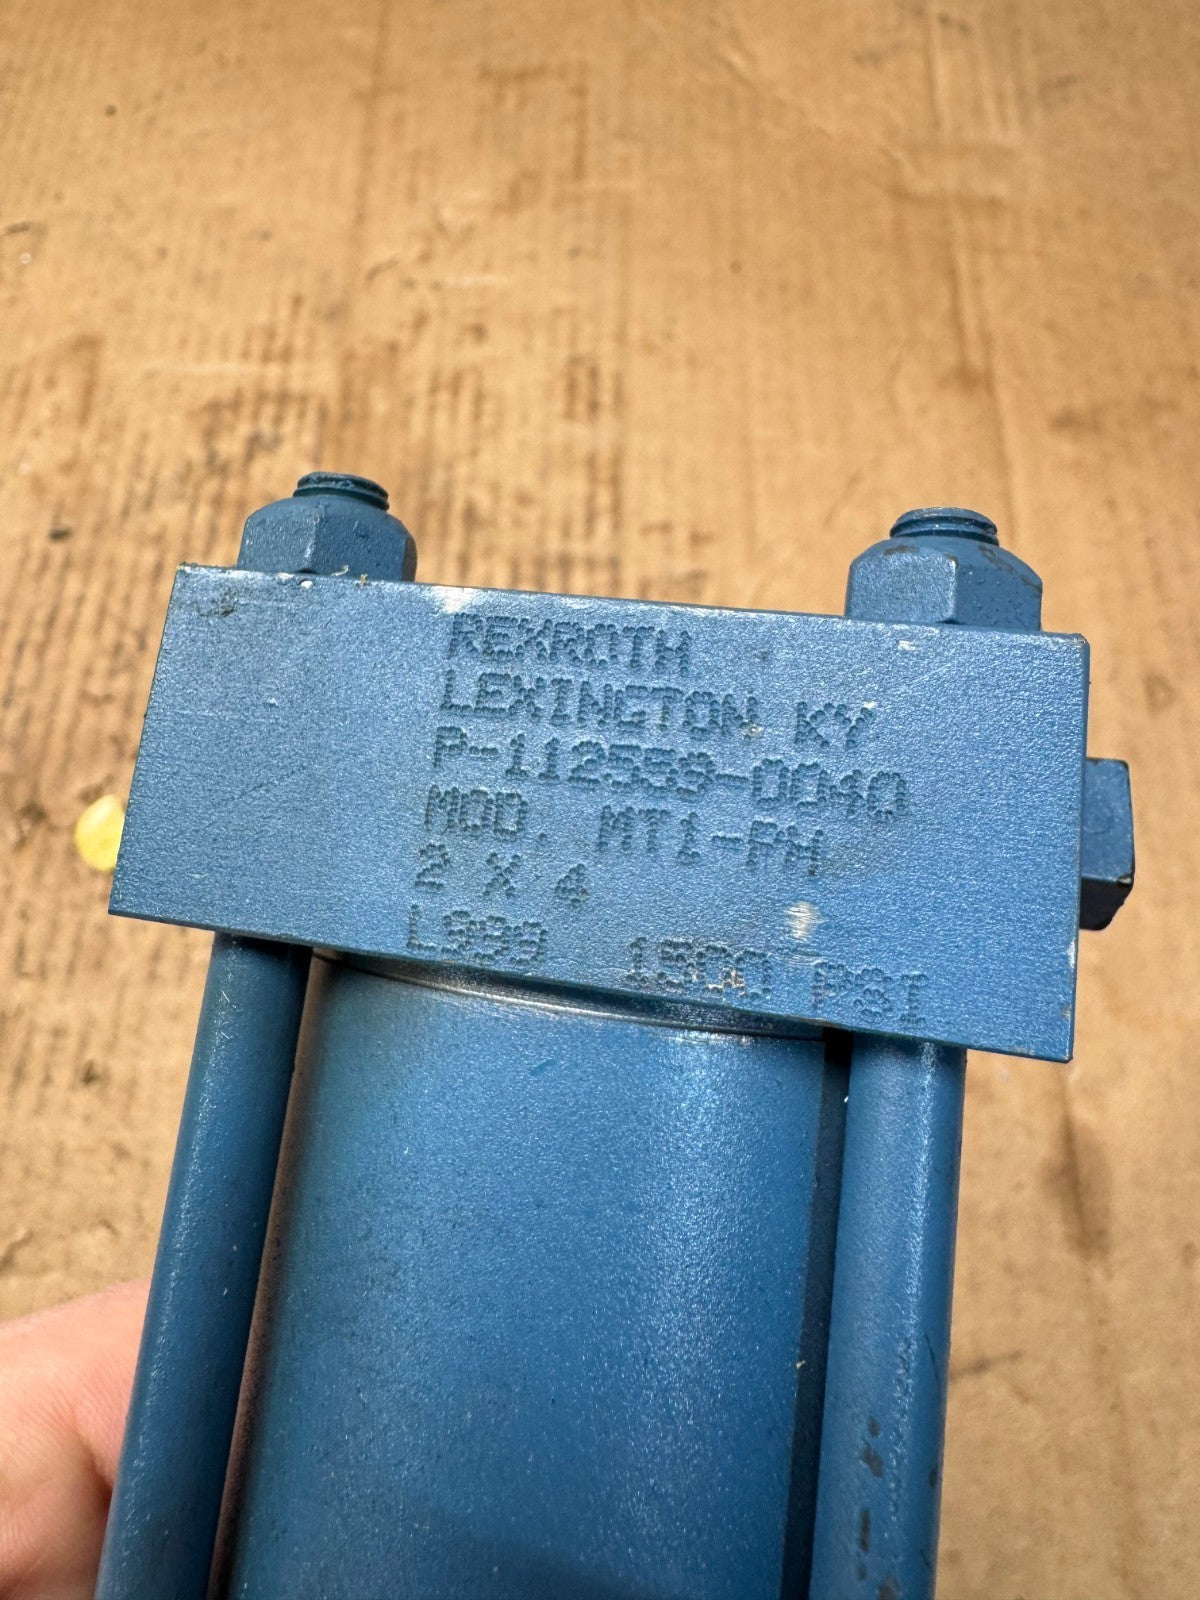 REXROTH
LEXINGTON KY
P-112559-0040
MOD. MT1-PH
2 X 4
L999 1500 PSI